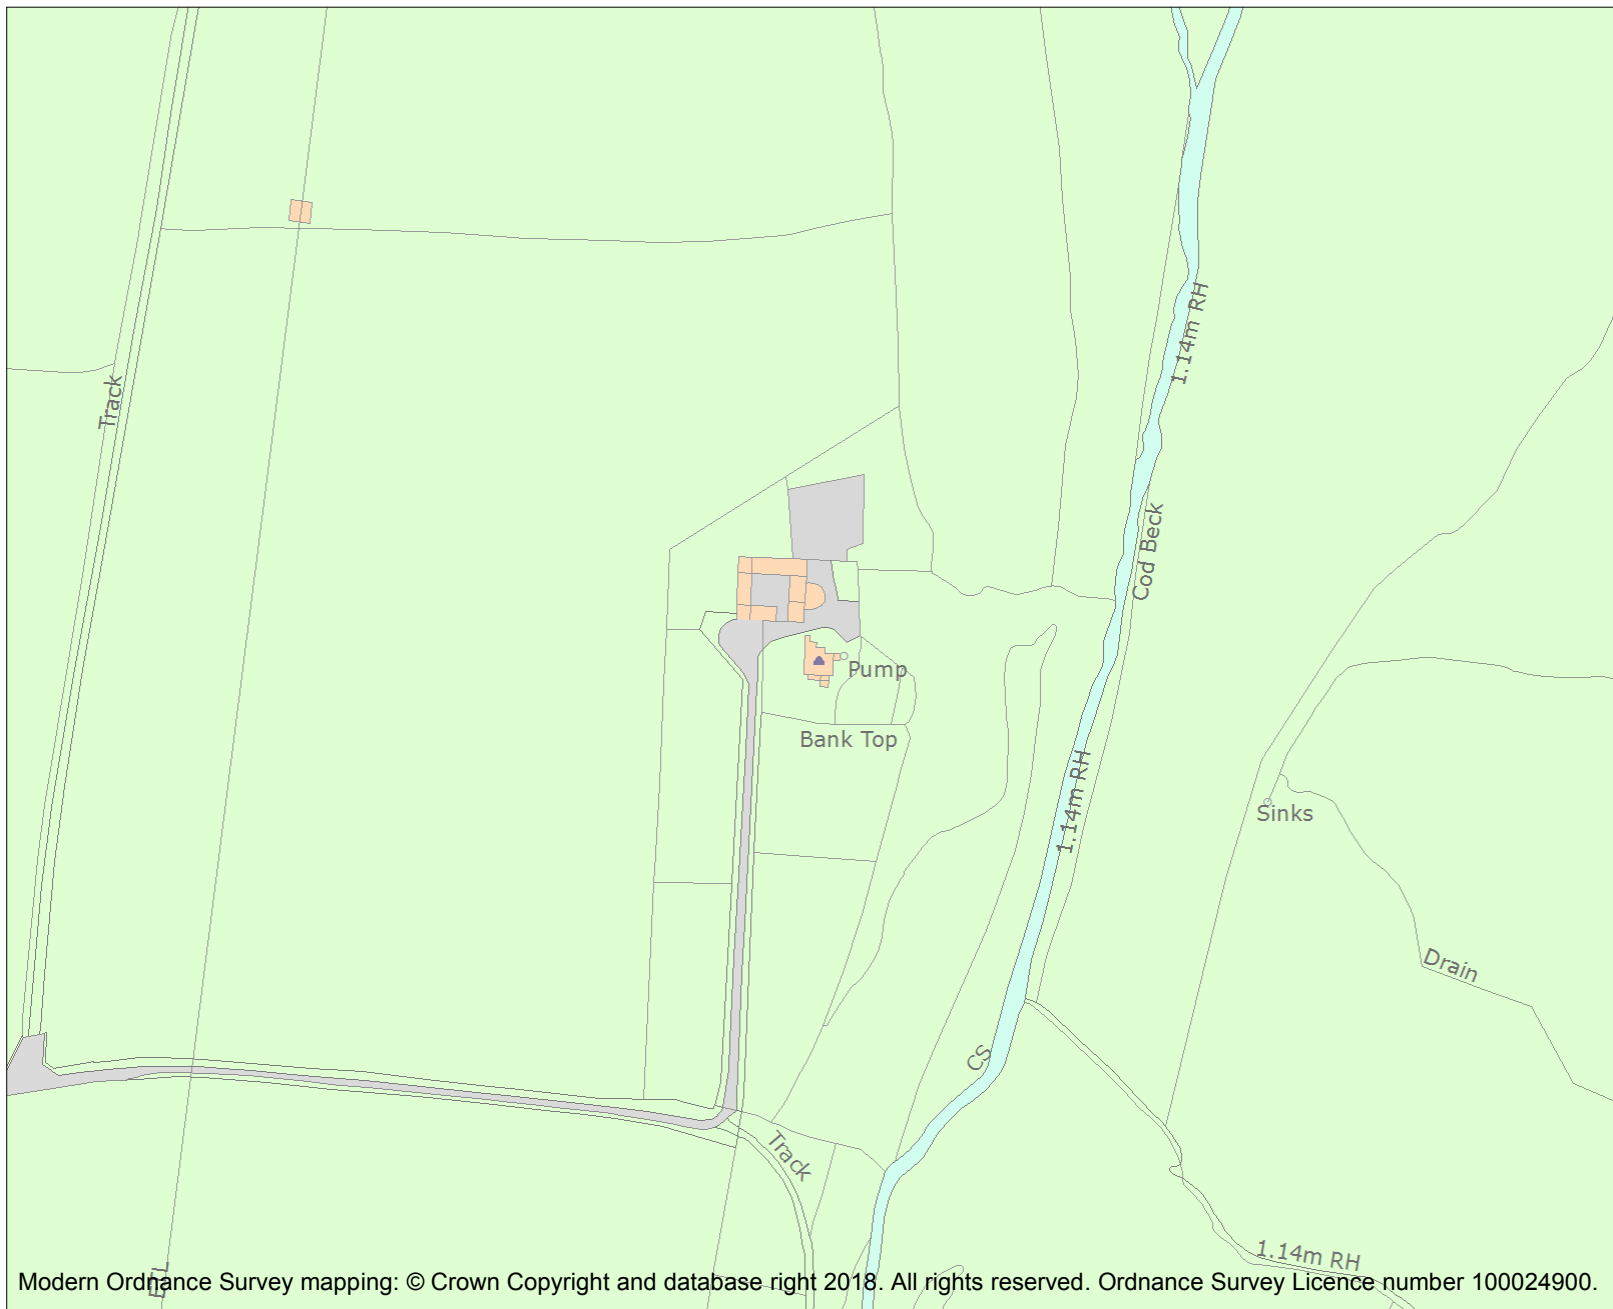 1.14m RH
Track
Cod Beck
Pump
Bank Top
1.14m RH
Sinks
Drain
CS
Track
1.14m RH
ETL
Modern Ordnance Survey mapping: © Crown Copyright and database right 2018. All rights reserved. Ordnance Survey Licence number 100024900.